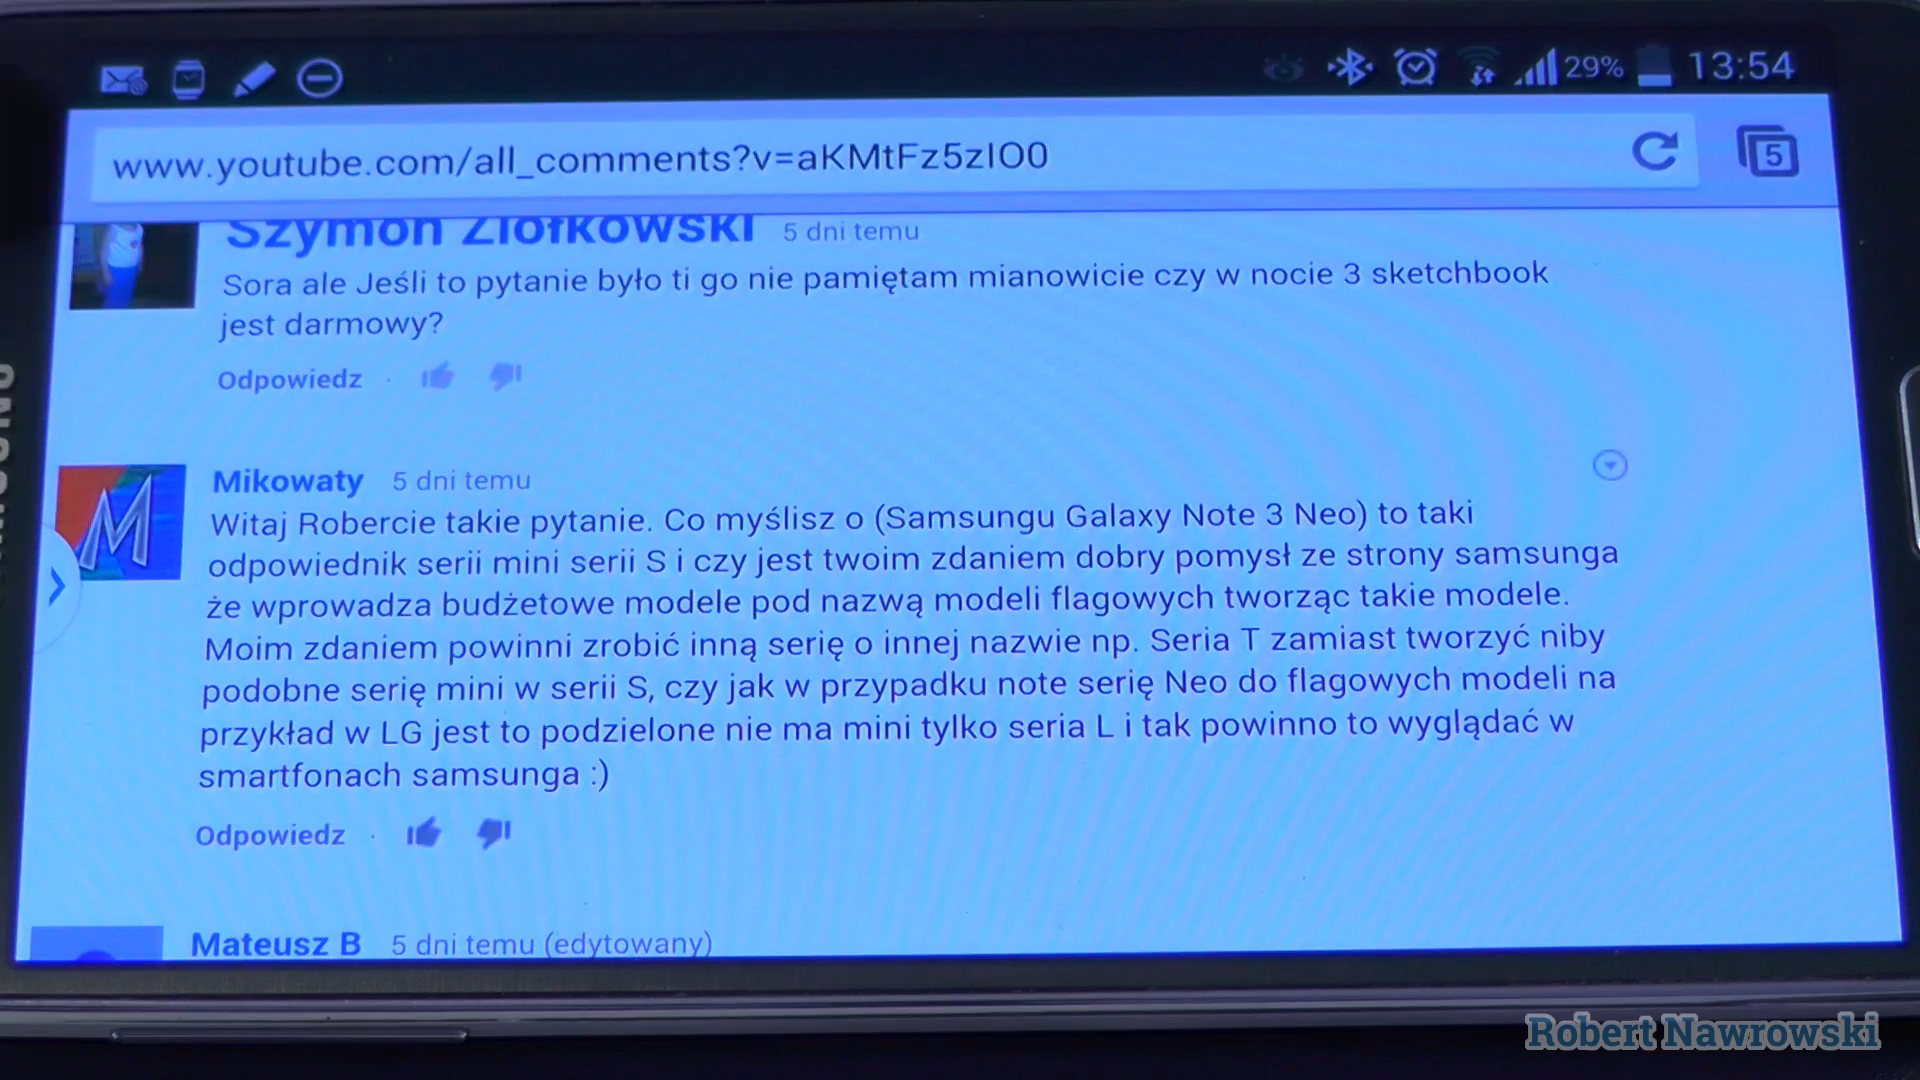 29% 13:54
www.youtube.com/all_comments?v=aKMtFz5zIO0
5
Szymon Ziółkowski 5 dni temu
Sora ale Jeśli to pytanie było ti go nie pamiętam mianowicie czy w nocie 3 sketchbook
jest darmowy?
Odpowiedz
Mikowaty 5 dni temu
Witaj Robercie takie pytanie. Co myślisz o (Samsungu Galaxy Note 3 Neo) to taki
odpowiednik serii mini serii S i czy jest twoim zdaniem dobry pomysł ze strony samsunga
że wprowadza budżetowe modele pod nazwą modeli flagowych tworząc takie modele.
Moim zdaniem powinni zrobić inną serię o innej nazwie np. Seria T zamiast tworzyć niby
podobne serię mini w serii S, czy jak w przypadku note serię Neo do flagowych modeli na
przykład w LG jest to podzielone nie ma mini tylko seria L i tak powinno to wyglądać w
smartfonach samsunga :)
Odpowiedz
M
Mateusz B 5 dni temu (edytowany)
Robert Nawrowski